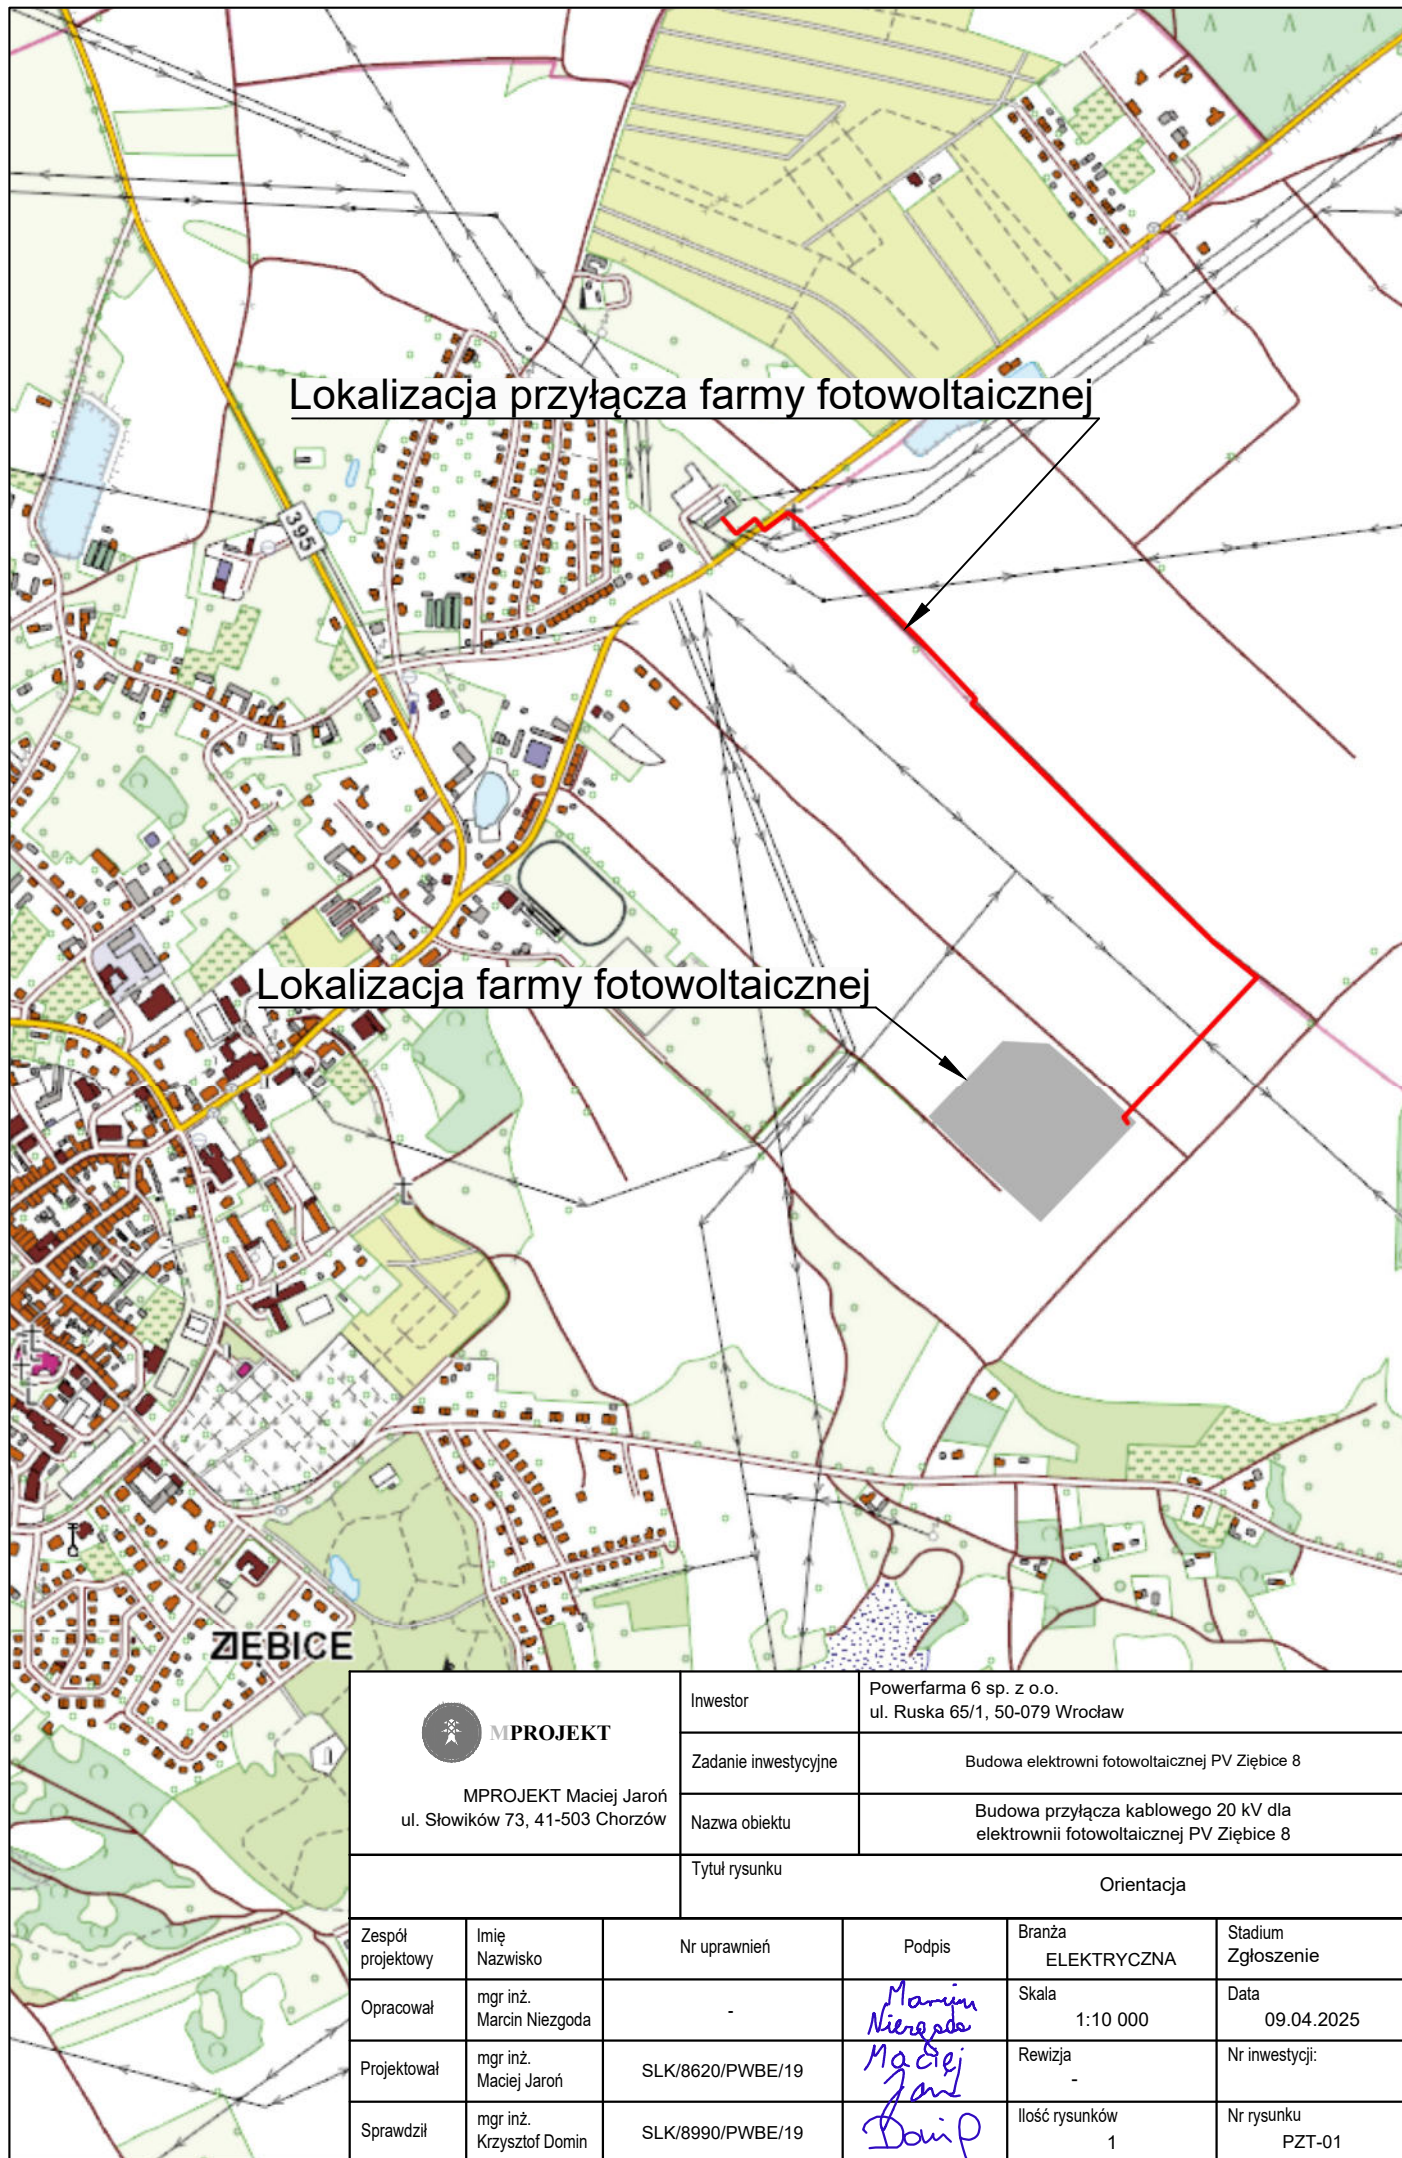 Lokalizacja przyłącza farmy fotowoltaicznej
395
Lokalizacja farmy fotowoltaicznej
ZIĘBICE
MPROJEKT
MPROJEKT Maciej Jaroń
ul. Słowików 73, 41-503 Chorzów
Inwestor
Powerfarma 6 sp. z o.o.
ul. Ruska 65/1, 50-079 Wrocław
Zadanie inwestycyjne
Budowa elektrowni fotowoltaicznej PV Ziębice 8
Nazwa obiektu
Budowa przyłącza kablowego 20 kV dla
elektrownii fotowoltaicznej PV Ziębice 8
Tytuł rysunku
Orientacja
Zespół
projektowy
Imię
Nazwisko
Nr uprawnień
Podpis
Branża
ELEKTRYCZNA
Stadium
Zgłoszenie
Opracował
mgr inż.
Marcin Niezgoda
-
Marcin
Niezgoda
Skala
1:10 000
Data
09.04.2025
Projektował
mgr inż.
Maciej Jaroń
SLK/8620/PWBE/19
Maciej
Rewizja
-
Nr inwestycji:
Sprawdził
mgr inż.
Krzysztof Domin
SLK/8990/PWBE/19
Ilość rysunków
1
Nr rysunku
PZT-01